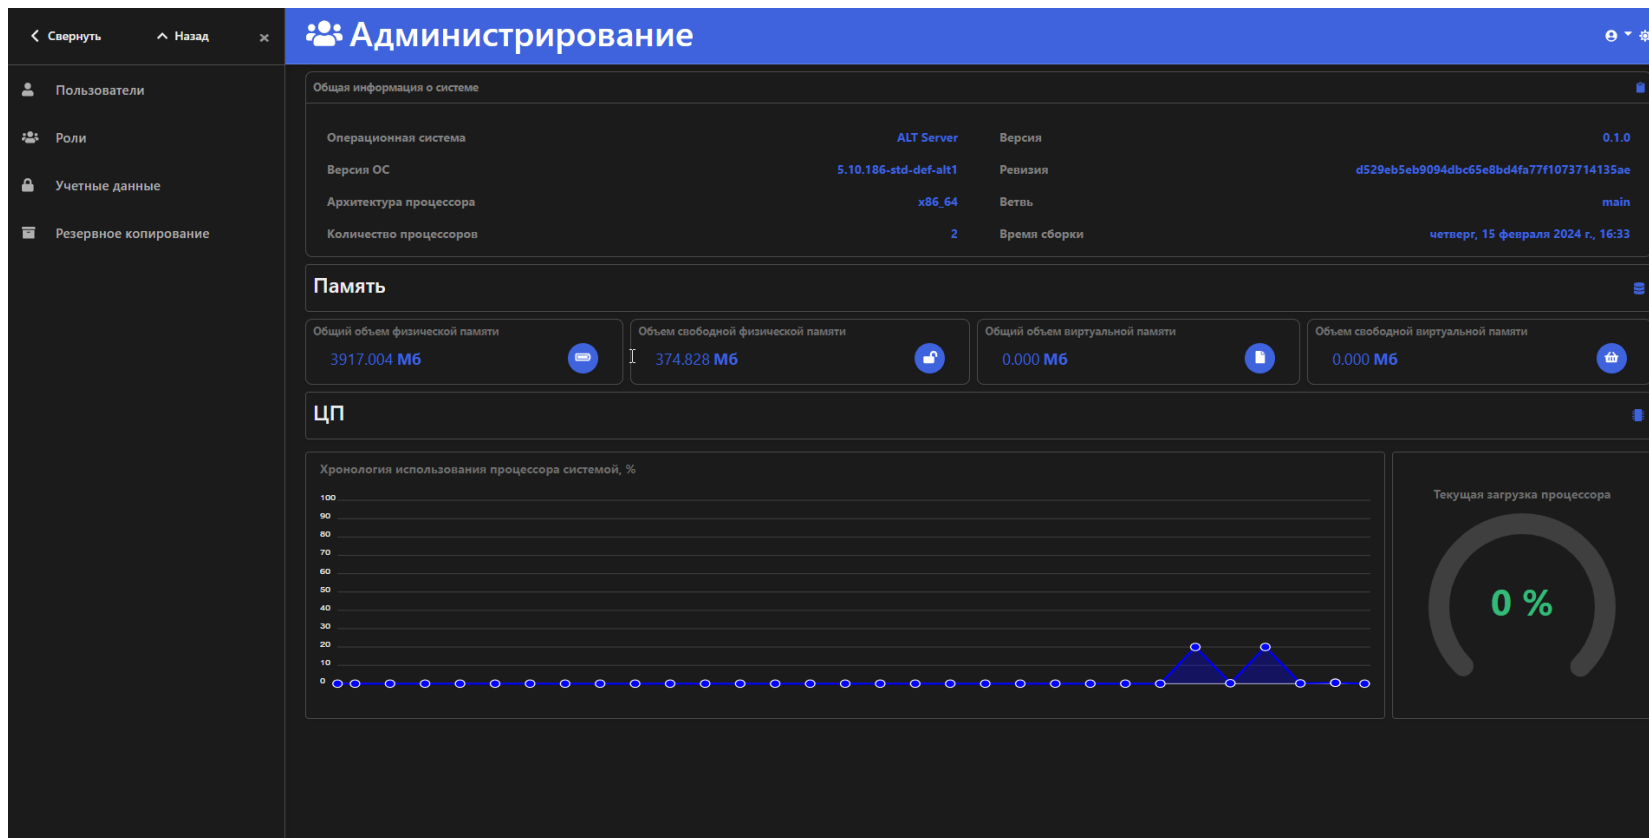 Свернуть
Назад
Администрирование
Пользователи
Роли
Учетные данные
Резервное копирование
Общая информация о системе
Операционная система ALT Server
Версия 0.1.0
Версия ОС 5.10.186-std-def-alt1
Ревизия d529eb5eb9094dbc65e8bd4fa77f1073714135ae
Архитектура процессора x86_64
Ветвь main
Количество процессоров 2
Время сборки четверг, 15 февраля 2024 г., 16:33
Память
Общий объем физической памяти
3917.004 Мб
Объем свободной физической памяти
374.828 Мб
Общий объем виртуальной памяти
0.000 Мб
Объем свободной виртуальной памяти
0.000 Мб
ЦП
Хронология использования процессора системой, %
100
90
80
70
60
50
40
30
20
10
0
Текущая загрузка процессора
0 %